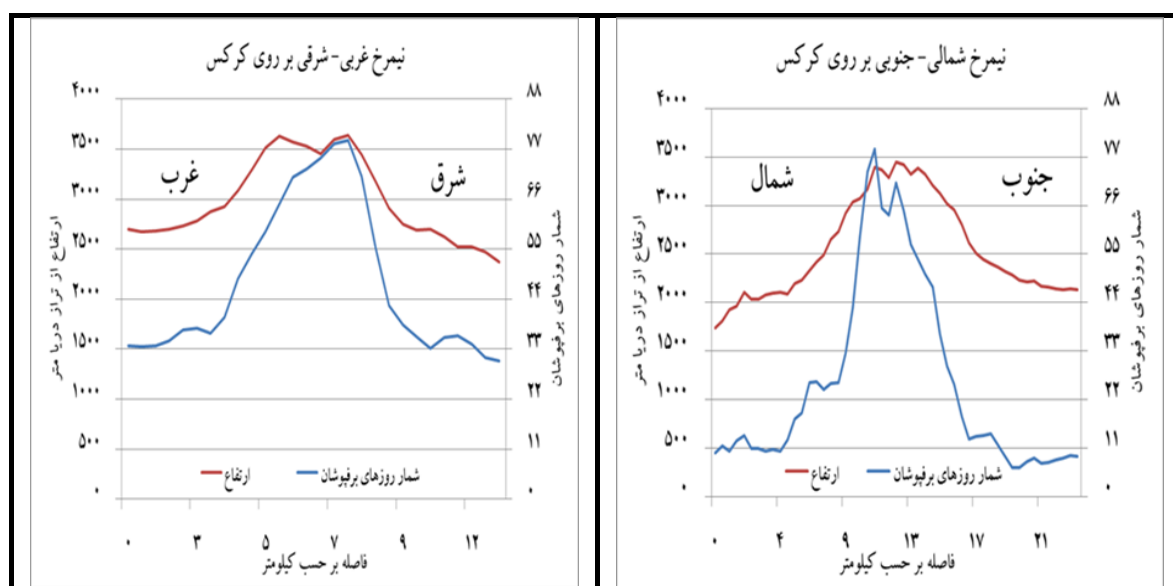 نیمرخ شمالی- جنوبی بر روی کرکس
۴۰۰۰
۳۵۰۰
۳۰۰۰
۲۵۰۰
۲۰۰۰
۱۵۰۰
۱۰۰۰
۵۰۰
۰
۸۸
۷۷
۶۶
۵۵
۴۴
۳۳
۲۲
۱۱
۰
ارتفاع از تراز دریا متر
شمار روزهای برفپوشان
شمال
جنوب
ارتفاع
شمار روزهای برفپوشان
۰ ۴ ۹ ۱۳ ۱۷ ۲۱
فاصله بر حسب کیلومتر
نیمرخ غربی- شرقی بر روی کرکس
۴۰۰۰
۳۵۰۰
۳۰۰۰
۲۵۰۰
۲۰۰۰
۱۵۰۰
۱۰۰۰
۵۰۰
۰
۸۸
۷۷
۶۶
۵۵
۴۴
۳۳
۲۲
۱۱
۰
ارتفاع از تراز دریا متر
شمار روزهای برفپوشان
غرب
شرق
ارتفاع
شمار روزهای برفپوشان
۰ ۳ ۵ ۷ ۹ ۱۲
فاصله بر حسب کیلومتر